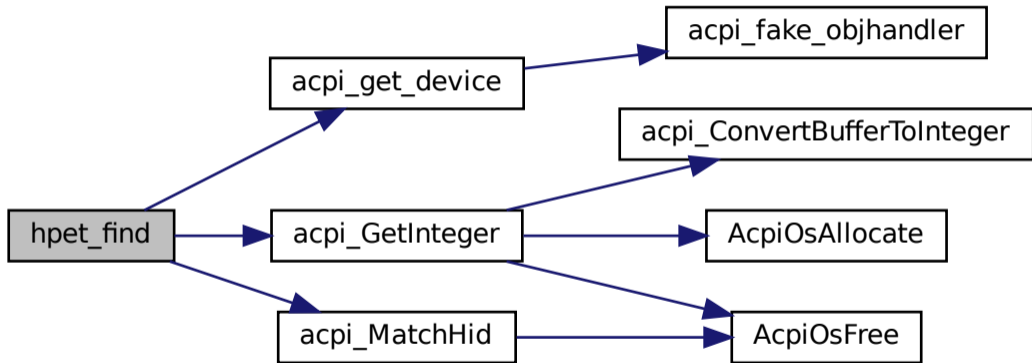 acpi_fake_objhandler
acpi_get_device
acpi_ConvertBufferToInteger
hpet_find
acpi_GetInteger
AcpiOsAllocate
acpi_MatchHid
AcpiOsFree